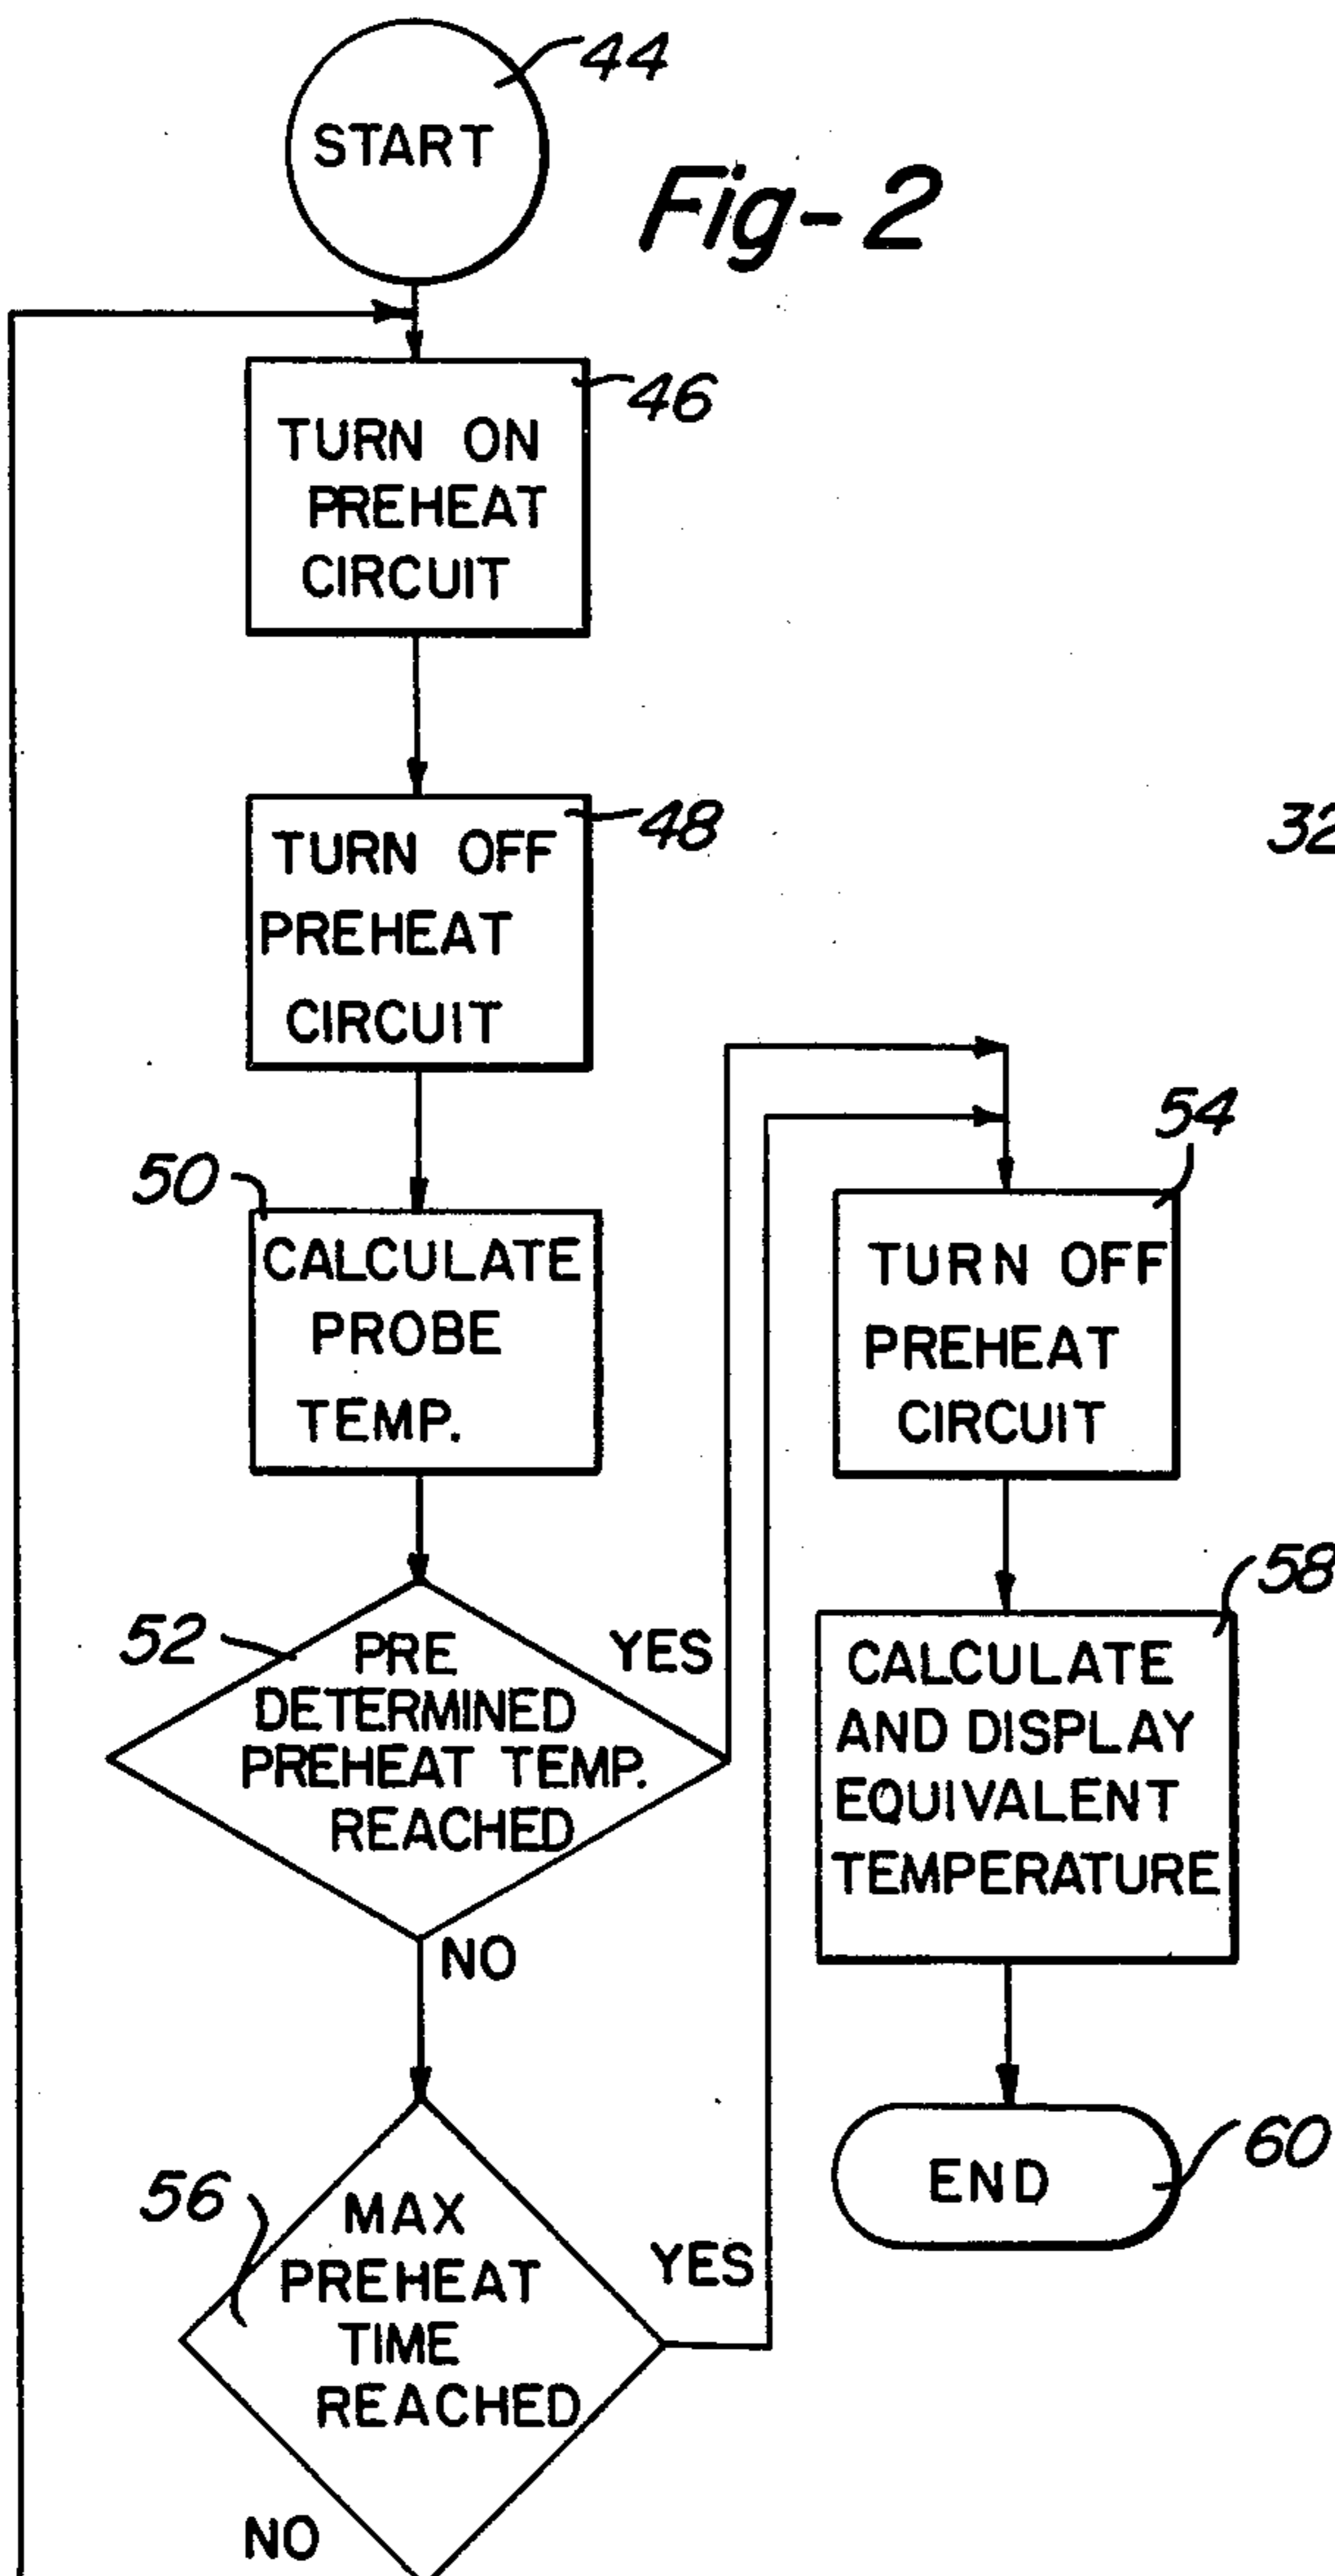 START
44
Fig-2
46
TURN ON
PREHEAT
CIRCUIT
48
TURN OFF
PREHEAT
CIRCUIT
32
50
CALCULATE
PROBE
TEMP.
52
PRE
DETERMINED
PREHEAT TEMP.
REACHED
YES
NO
56
MAX
PREHEAT
TIME
REACHED
YES
NO
54
TURN OFF
PREHEAT
CIRCUIT
58
CALCULATE
AND DISPLAY
EQUIVALENT
TEMPERATURE
END
60